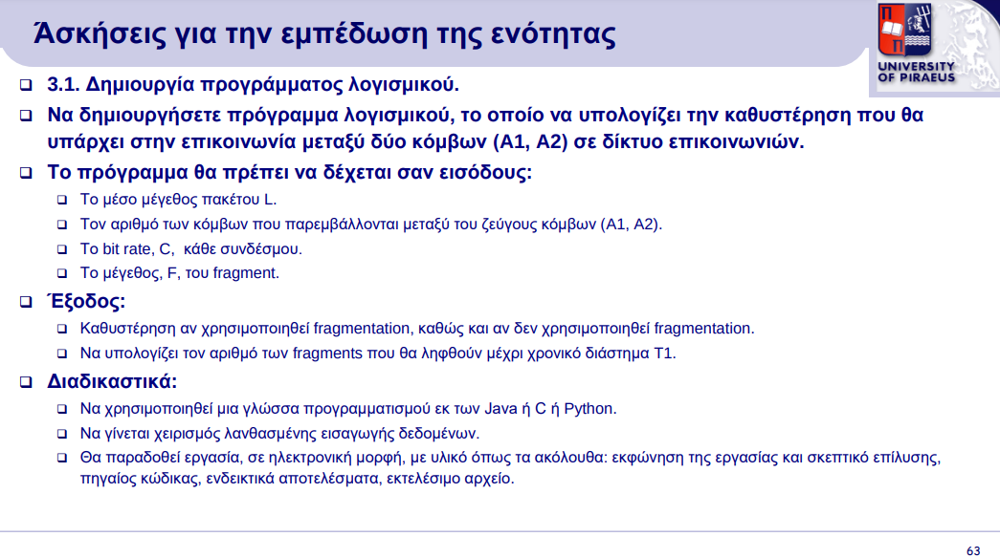 Άσκήσεις για την εμπέδωση της ενότητας
UNIVERSITY
OF PIRAEUS
❑ 3.1. Δημιουργία προγράμματος λογισμικού.
❑ Να δημιουργήσετε πρόγραμμα λογισμικού, το οποίο να υπολογίζει την καθυστέρηση που θα
υπάρχει στην επικοινωνία μεταξύ δύο κόμβων (Α1, Α2) σε δίκτυο επικοινωνιών.
❑ Το πρόγραμμα θα πρέπει να δέχεται σαν εισόδους:
❑ Το μέσο μέγεθος πακέτου L.
❑ Τον αριθμό των κόμβων που παρεμβάλλονται μεταξύ του ζεύγους κόμβων (Α1, Α2).
❑ Το bit rate, C, κάθε συνδέσμου.
❑ Το μέγεθος, F, του fragment.
❑ Έξοδος:
❑ Καθυστέρηση αν χρησιμοποιηθεί fragmentation, καθώς και αν δεν χρησιμοποιηθεί fragmentation.
❑ Να υπολογίζει τον αριθμό των fragments που θα ληφθούν μέχρι χρονικό διάστημα Τ1.
❑ Διαδικαστικά:
❑ Να χρησιμοποιηθεί μια γλώσσα προγραμματισμού εκ των Java ή C ή Python.
❑ Να γίνεται χειρισμός λανθασμένης εισαγωγής δεδομένων.
❑ Θα παραδοθεί εργασία, σε ηλεκτρονική μορφή, με υλικό όπως τα ακόλουθα: εκφώνηση της εργασίας και σκεπτικό επίλυσης,
πηγαίος κώδικας, ενδεικτικά αποτελέσματα, εκτελέσιμο αρχείο.
63